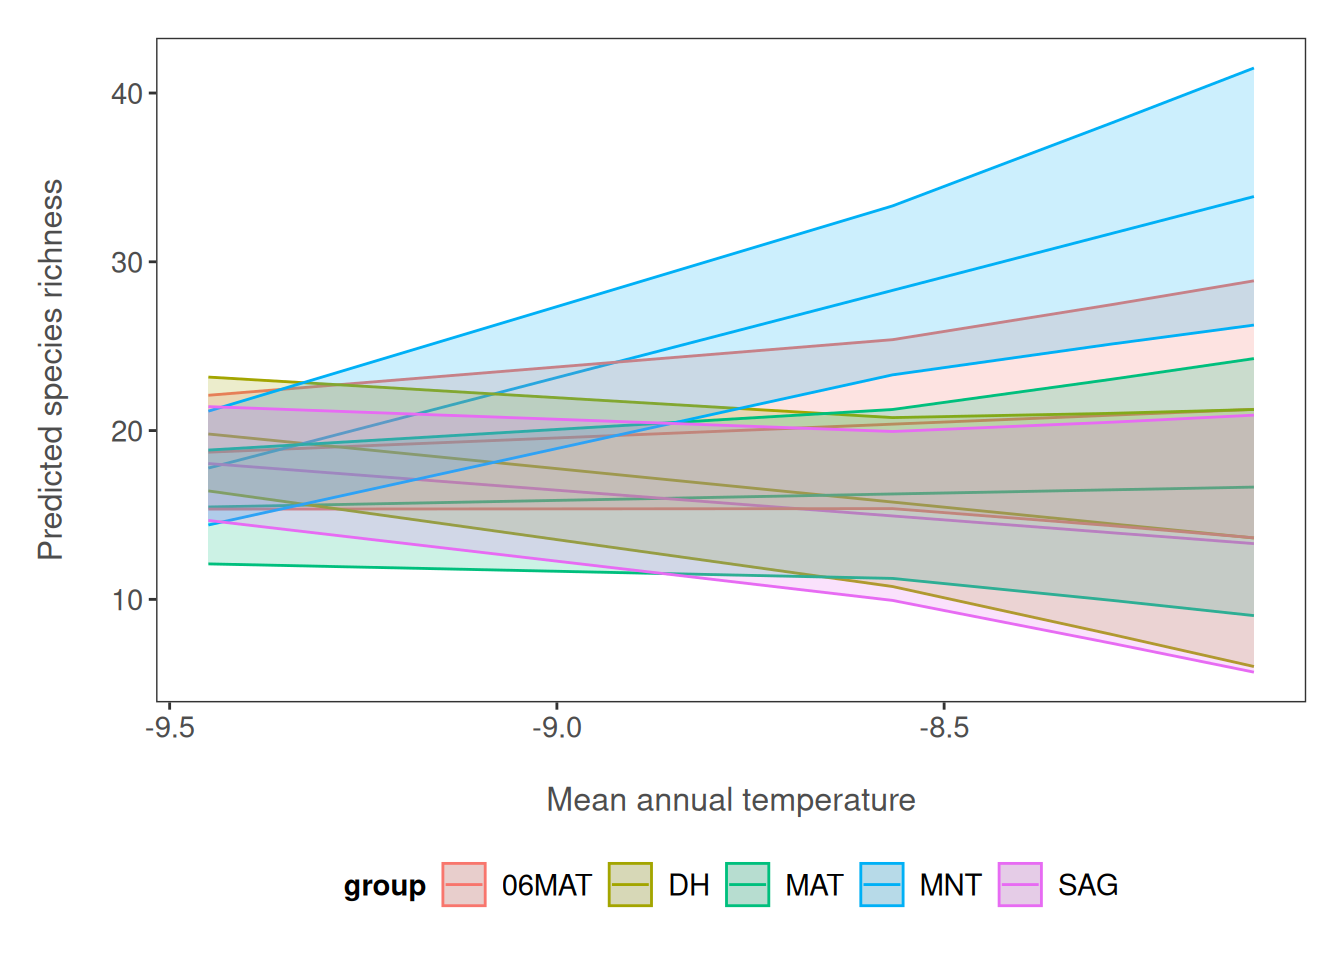 Predicted species richness
40
30
20
10
-9.5 -9.0 -8.5
Mean annual temperature
group 06MAT DH MAT MNT SAG